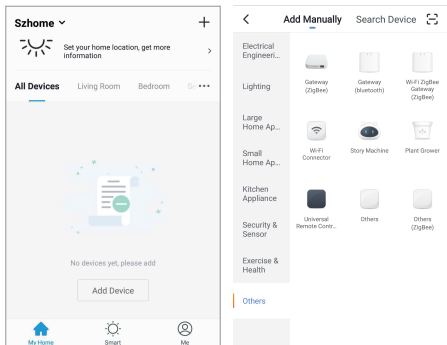 Szhome
Set your home location, get more
information
All Devices Living Room Bedroom
No devices yet, please add
Add Device
My Home Smart Me
Add Manually Search Device
Electrical
Engineeri...
Lighting
Large
Home Ap...
Small
Home Ap...
Kitchen
Appliance
Security &
Sensor
Exercise &
Health
Others
Gateway
(ZigBee)
Gateway
(bluetooth)
Wi-Fi ZigBee
Gateway
(ZigBee)
Wi-Fi
Connector
Story Machine
Plant Grower
Universal
Remote Contr...
Others
Others
(ZigBee)